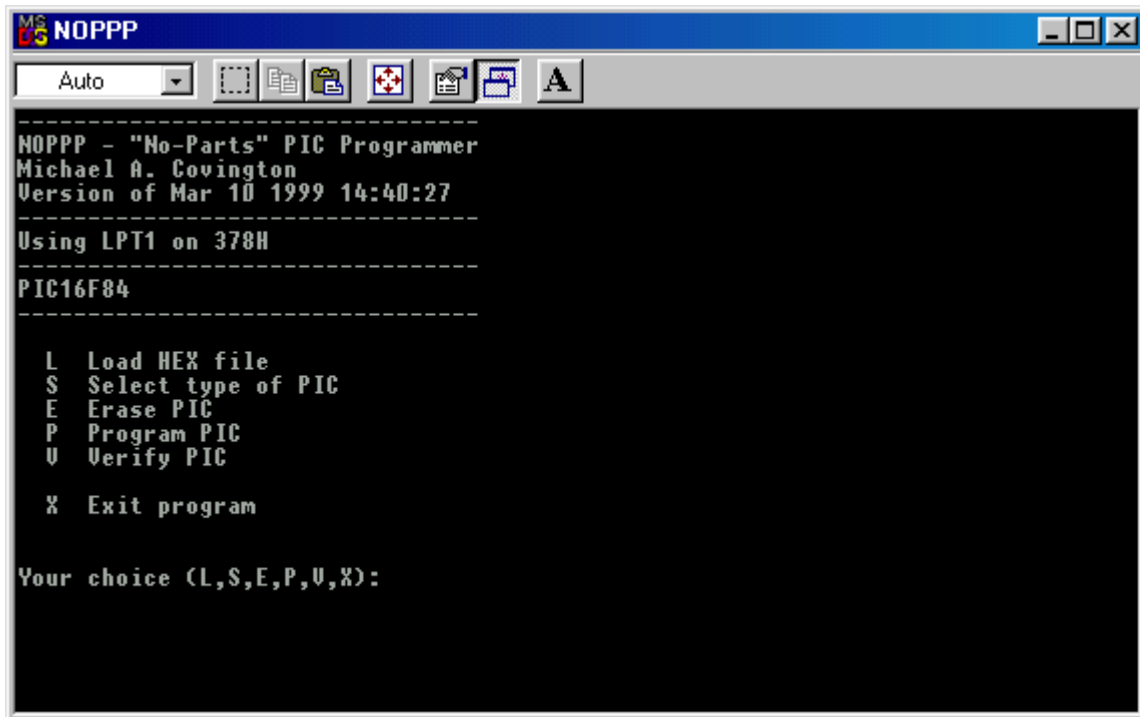 NOPPP
Auto
A
---------------------------------
NOPPP - "No-Parts" PIC Programmer
Michael A. Covington
Version of Mar 10 1999 14:40:27
---------------------------------
Using LPT1 on 378H
---------------------------------
PIC16F84
---------------------------------
L Load HEX file
S Select type of PIC
E Erase PIC
P Program PIC
V Verify PIC
X Exit program
Your choice (L,S,E,P,V,X):